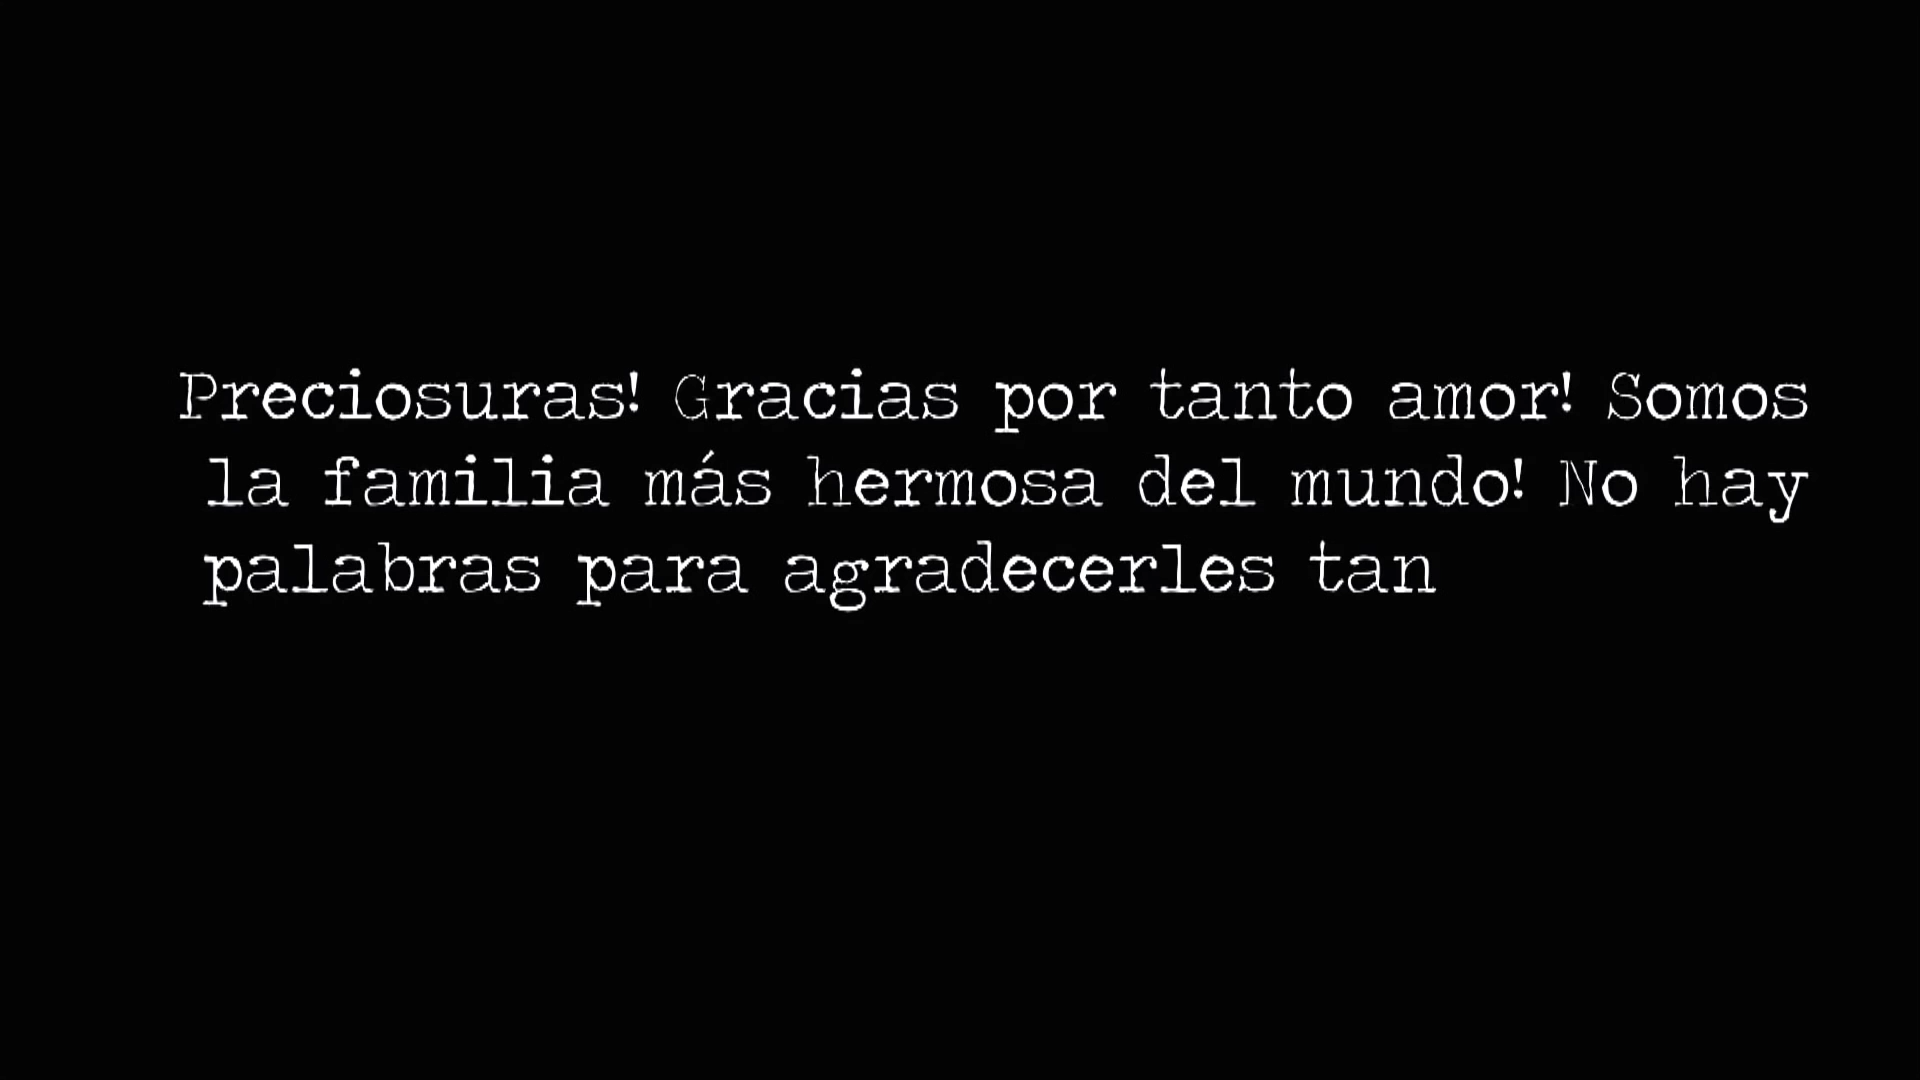 Preciosuras! Gracias por tanto amor! Somos
la familia más hermosa del mundo! No hay
palabras para agradecerles tan